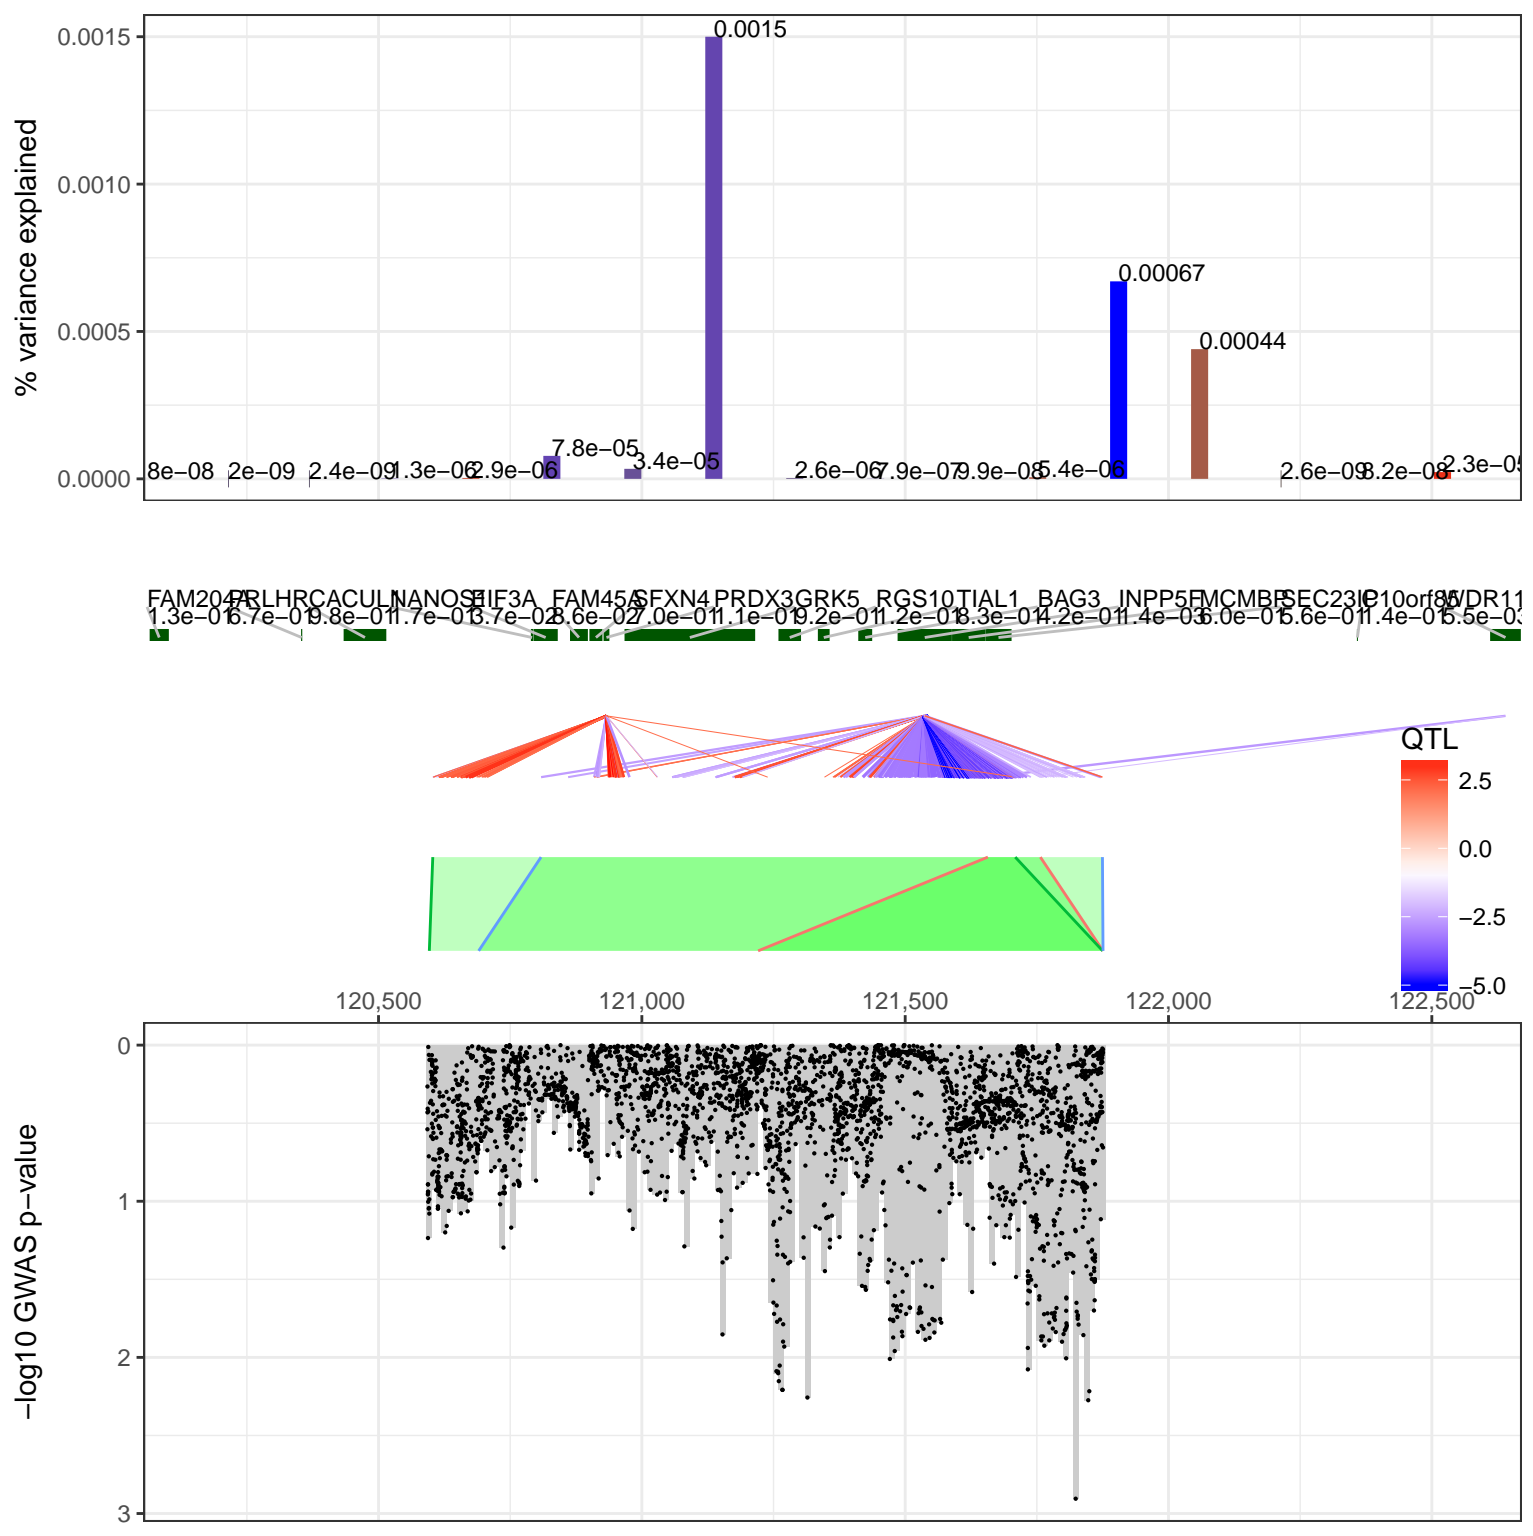 0.0015
0.0015
0.0010
% variance explained
0.00067
0.0005
0.00044
7.8e−05
3.4e−05
8e−08 2e−09 2.4e−09 1.3e−06 2.9e−06 2.6e−06 7.9e−07 9.9e−08 5.4e−06 2.6e−09 8.2e−08 2.3e−05
0.0000
FAM204A PRLHR CACUL1 NANOS1 EIF3A FAM45A SFXN4 PRDX3 GRK5 RGS10 TIAL1 BAG3 INPP5F MCMBP SEC23IP C10orf85 WDR11
1.3e−01 6.7e−01 9.8e−01 1.7e−01 3.7e−02 8.6e−02 7.0e−01 1.1e−01 9.2e−01 1.2e−01 8.3e−01 4.2e−01 1.4e−03 6.0e−01 5.6e−01 1.4e−01 5.5e−03
QTL
2.5
0.0
−2.5
−5.0
120,500 121,000 121,500 122,000 122,500
0
1
−log10 GWAS p−value
2
3